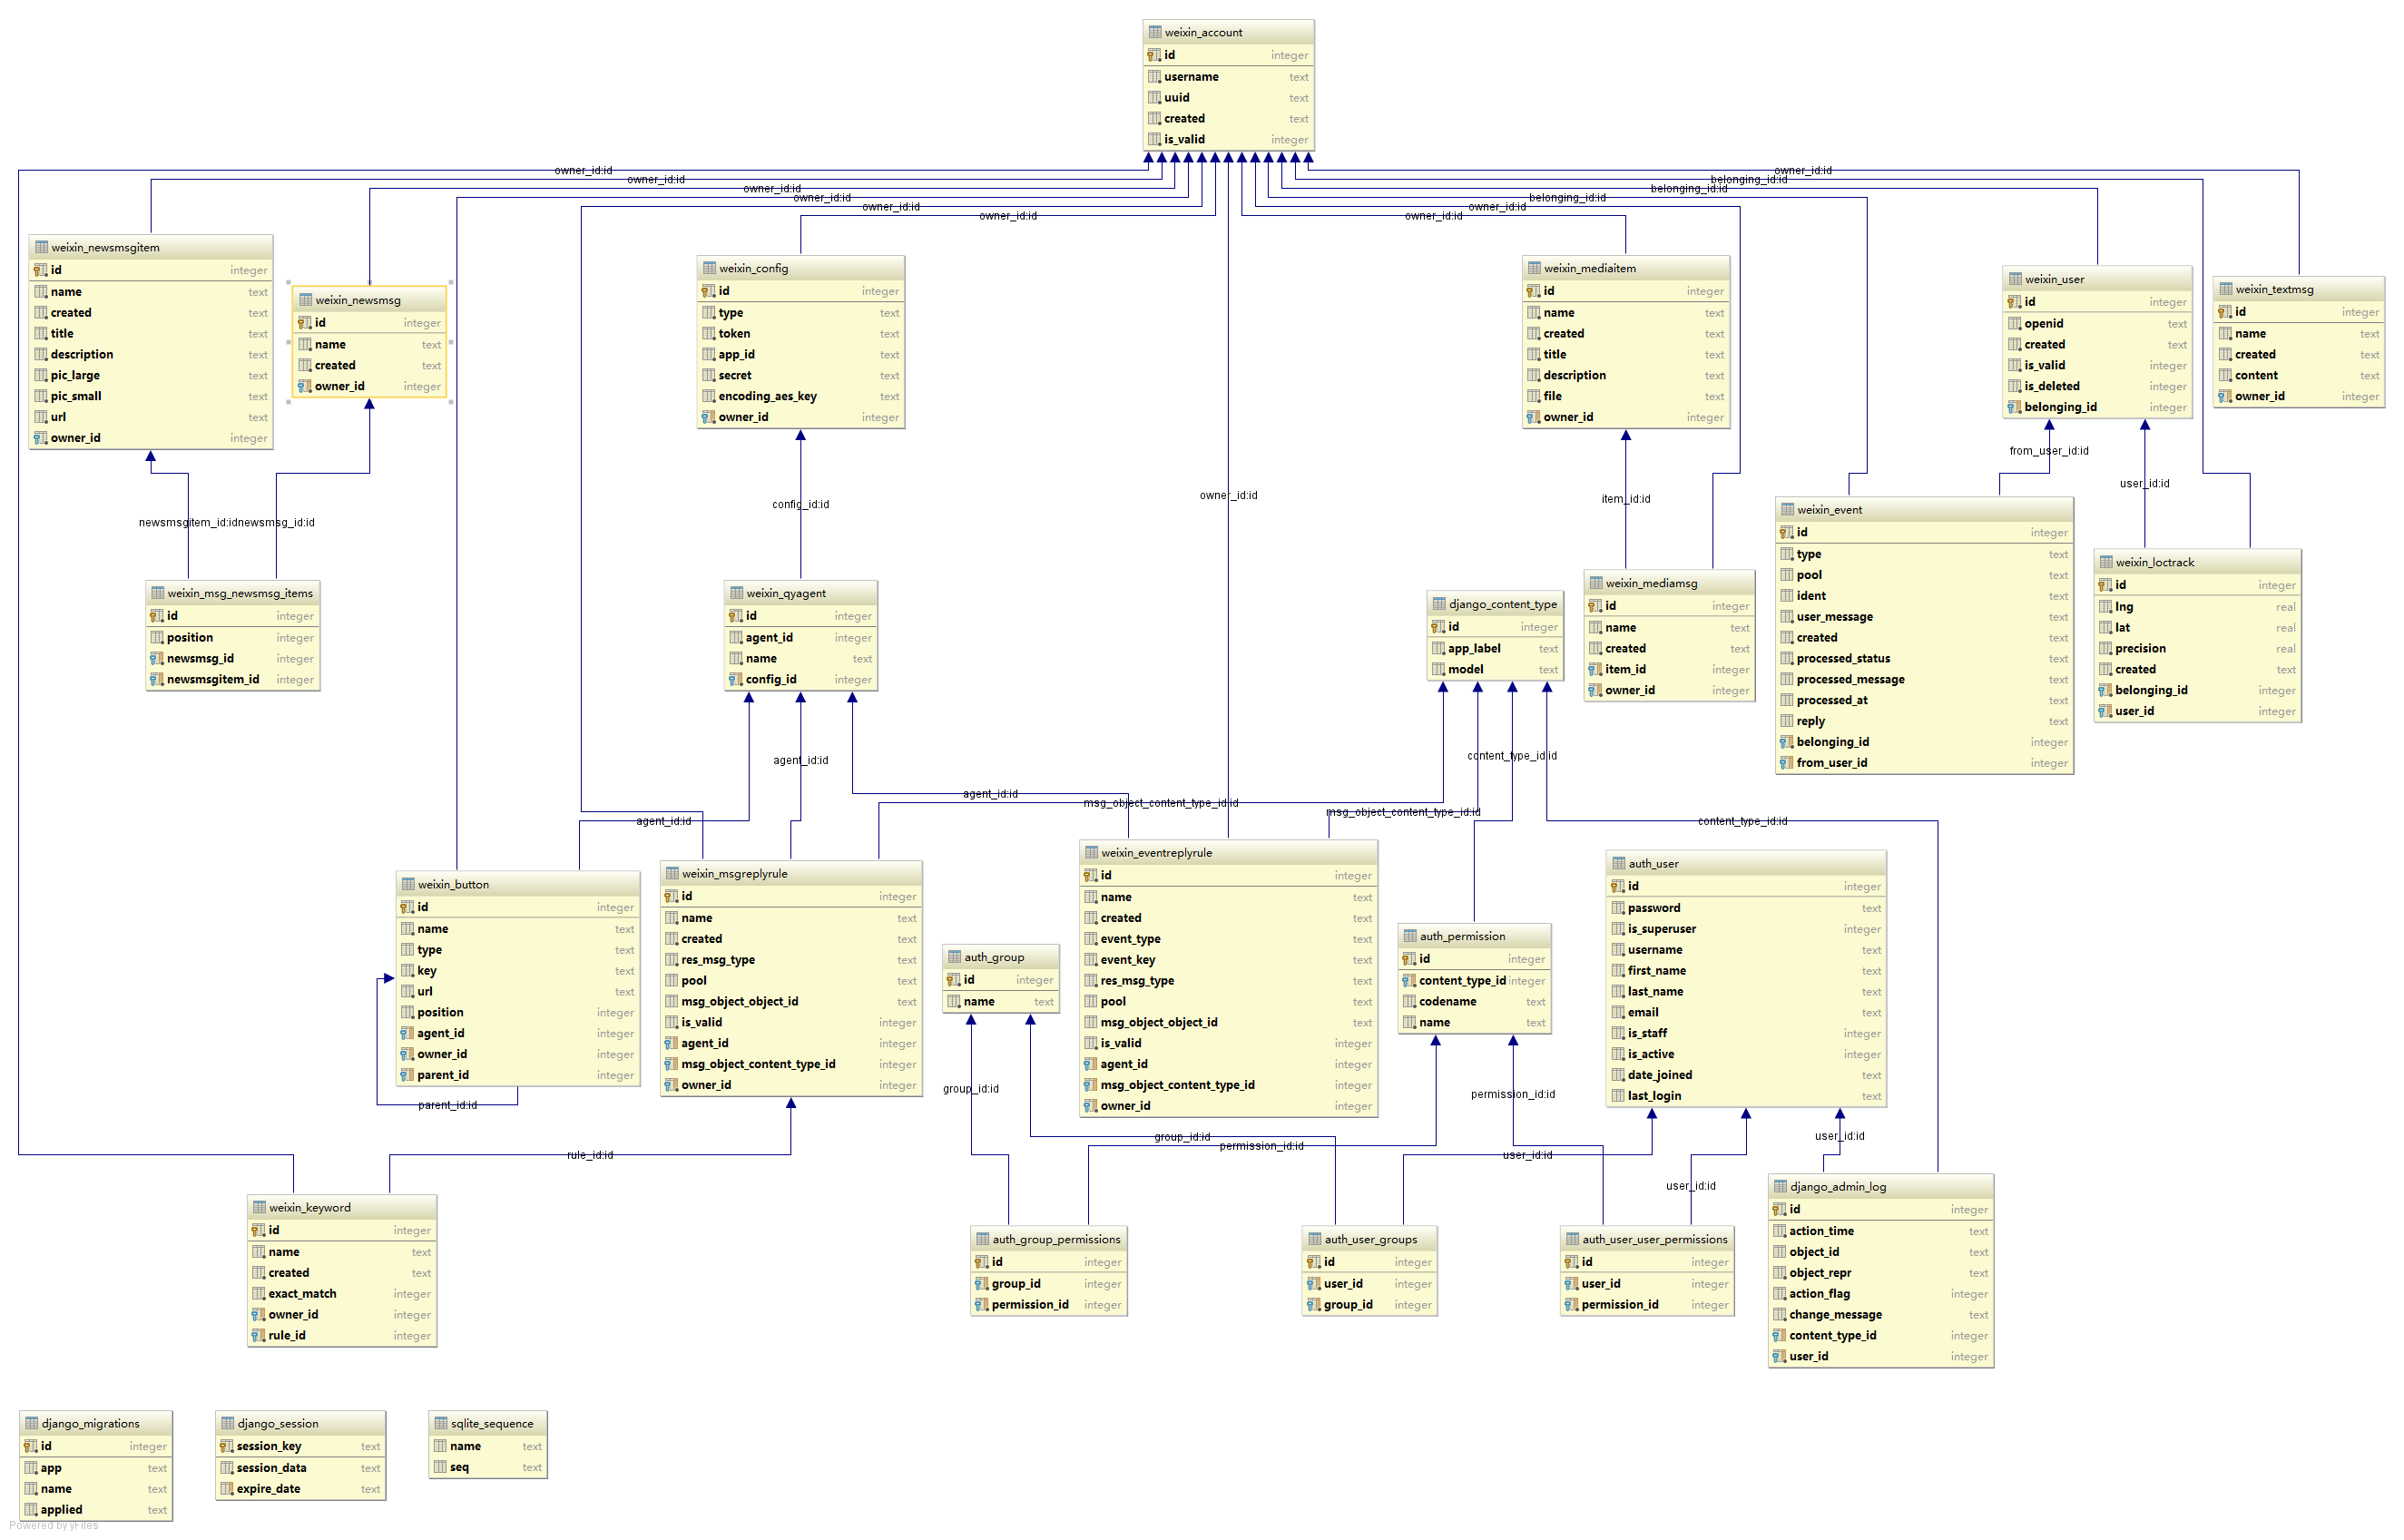 weixin_account
id integer
username text
uuid text
created text
is_valid integer
owner_id:id
owner_id:id
owner_id:id
owner_id:id
owner_id:id
owner_id:id
owner_id:id
owner_id:id
belonging_id:id
belonging_id:id
belonging_id:id
owner_id:id
weixin_newsmsgitem
id integer
name text
created text
title text
description text
pic_large text
pic_small text
url text
owner_id integer
weixin_newsmsg
id integer
name text
created text
owner_id integer
weixin_config
id integer
type text
token text
app_id text
secret text
encoding_aes_key text
owner_id integer
weixin_mediaitem
id integer
name text
created text
title text
description text
file text
owner_id integer
weixin_user
id integer
openid text
created text
is_valid integer
is_deleted integer
belonging_id integer
weixin_textmsg
id integer
name text
created text
content text
owner_id integer
newsmsgitem_id:id
newsmsg_id:id
config_id:id
owner_id:id
item_id:id
from_user_id:id
user_id:id
weixin_msg_newsmsg_items
id integer
position integer
newsmsg_id integer
newsmsgitem_id integer
weixin_qyagent
id integer
agent_id integer
name text
config_id integer
django_content_type
id integer
app_label text
model text
weixin_mediamsg
id integer
name text
created text
item_id integer
owner_id integer
weixin_event
id integer
type text
pool text
ident text
user_message text
created text
processed_status text
processed_message text
processed_at text
reply text
belonging_id integer
from_user_id integer
weixin_loctrack
id integer
lng real
lat real
precision real
created text
belonging_id integer
user_id integer
agent_id:id
agent_id:id
agent_id:id
msg_object_content_type_id:id
msg_object_content_type_id:id
content_type_id:id
content_type_id:id
weixin_button
id integer
name text
type text
key text
url text
position integer
agent_id integer
owner_id integer
parent_id integer
parent_id:id
weixin_msgreplyrule
id integer
name text
created text
res_msg_type text
pool text
msg_object_object_id text
is_valid integer
agent_id integer
msg_object_content_type_id integer
owner_id integer
auth_group
id integer
name text
weixin_eventreplyrule
id integer
name text
created text
event_type text
event_key text
res_msg_type text
pool text
msg_object_object_id text
is_valid integer
agent_id integer
msg_object_content_type_id integer
owner_id integer
auth_permission
id integer
content_type_id integer
codename text
name text
auth_user
id integer
password text
is_superuser integer
username text
first_name text
last_name text
email text
is_staff integer
is_active integer
date_joined text
last_login text
rule_id:id
group_id:id
group_id:id
permission_id:id
permission_id:id
user_id:id
user_id:id
user_id:id
weixin_keyword
id integer
name text
created text
exact_match integer
owner_id integer
rule_id integer
auth_group_permissions
id integer
group_id integer
permission_id integer
auth_user_groups
id integer
user_id integer
group_id integer
auth_user_user_permissions
id integer
user_id integer
permission_id integer
django_admin_log
id integer
action_time text
object_id text
object_repr text
action_flag integer
change_message text
content_type_id integer
user_id integer
django_migrations
id integer
app text
name text
applied text
django_session
session_key text
session_data text
expire_date text
sqlite_sequence
name text
seq text
Powered by yFiles